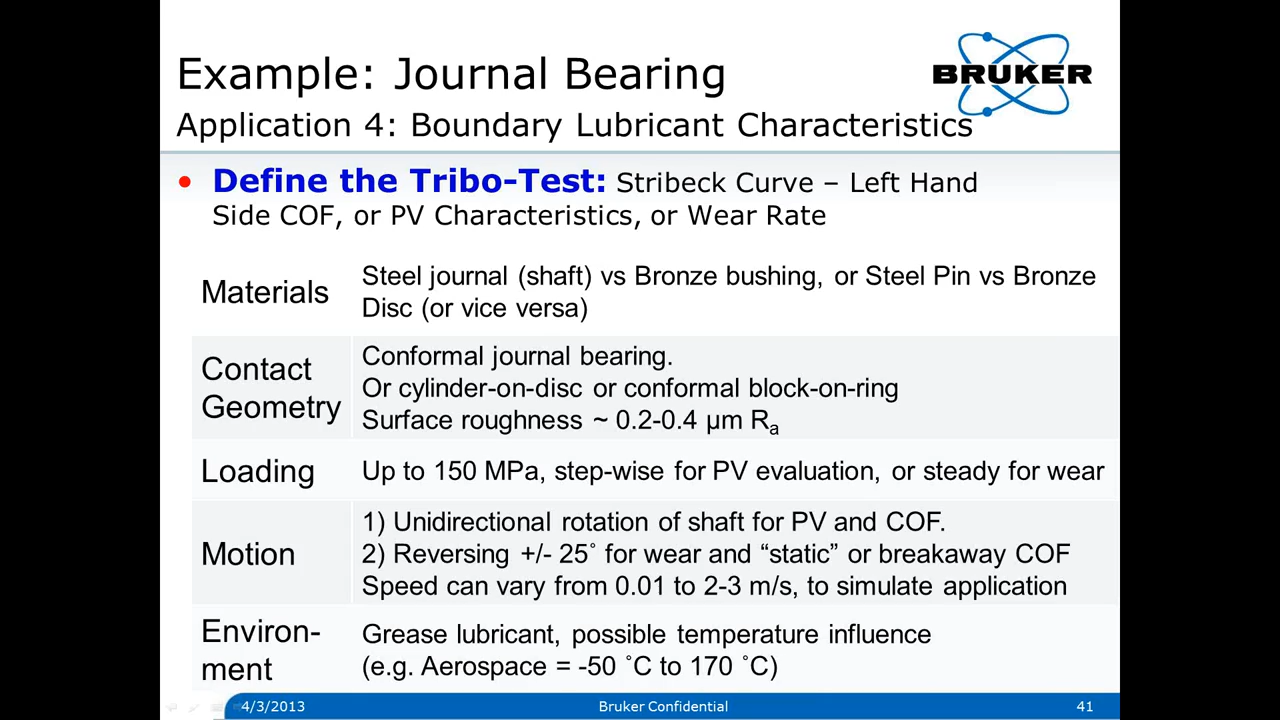 Example: Journal Bearing
BRUKER
Application 4: Boundary Lubricant Characteristics
• Define the Tribo-Test: Stribeck Curve – Left Hand
Side COF, or PV Characteristics, or Wear Rate
Materials
Steel journal (shaft) vs Bronze bushing, or Steel Pin vs Bronze
Disc (or vice versa)
Contact
Geometry
Conformal journal bearing.
Or cylinder-on-disc or conformal block-on-ring
Surface roughness ~ 0.2-0.4 µm Ra
Loading
Up to 150 MPa, step-wise for PV evaluation, or steady for wear
Motion
1) Unidirectional rotation of shaft for PV and COF.
2) Reversing +/- 25˚ for wear and “static” or breakaway COF
Speed can vary from 0.01 to 2-3 m/s, to simulate application
Environ-
ment
Grease lubricant, possible temperature influence
(e.g. Aerospace = -50 ˚C to 170 ˚C)
4/3/2013
Bruker Confidential
41